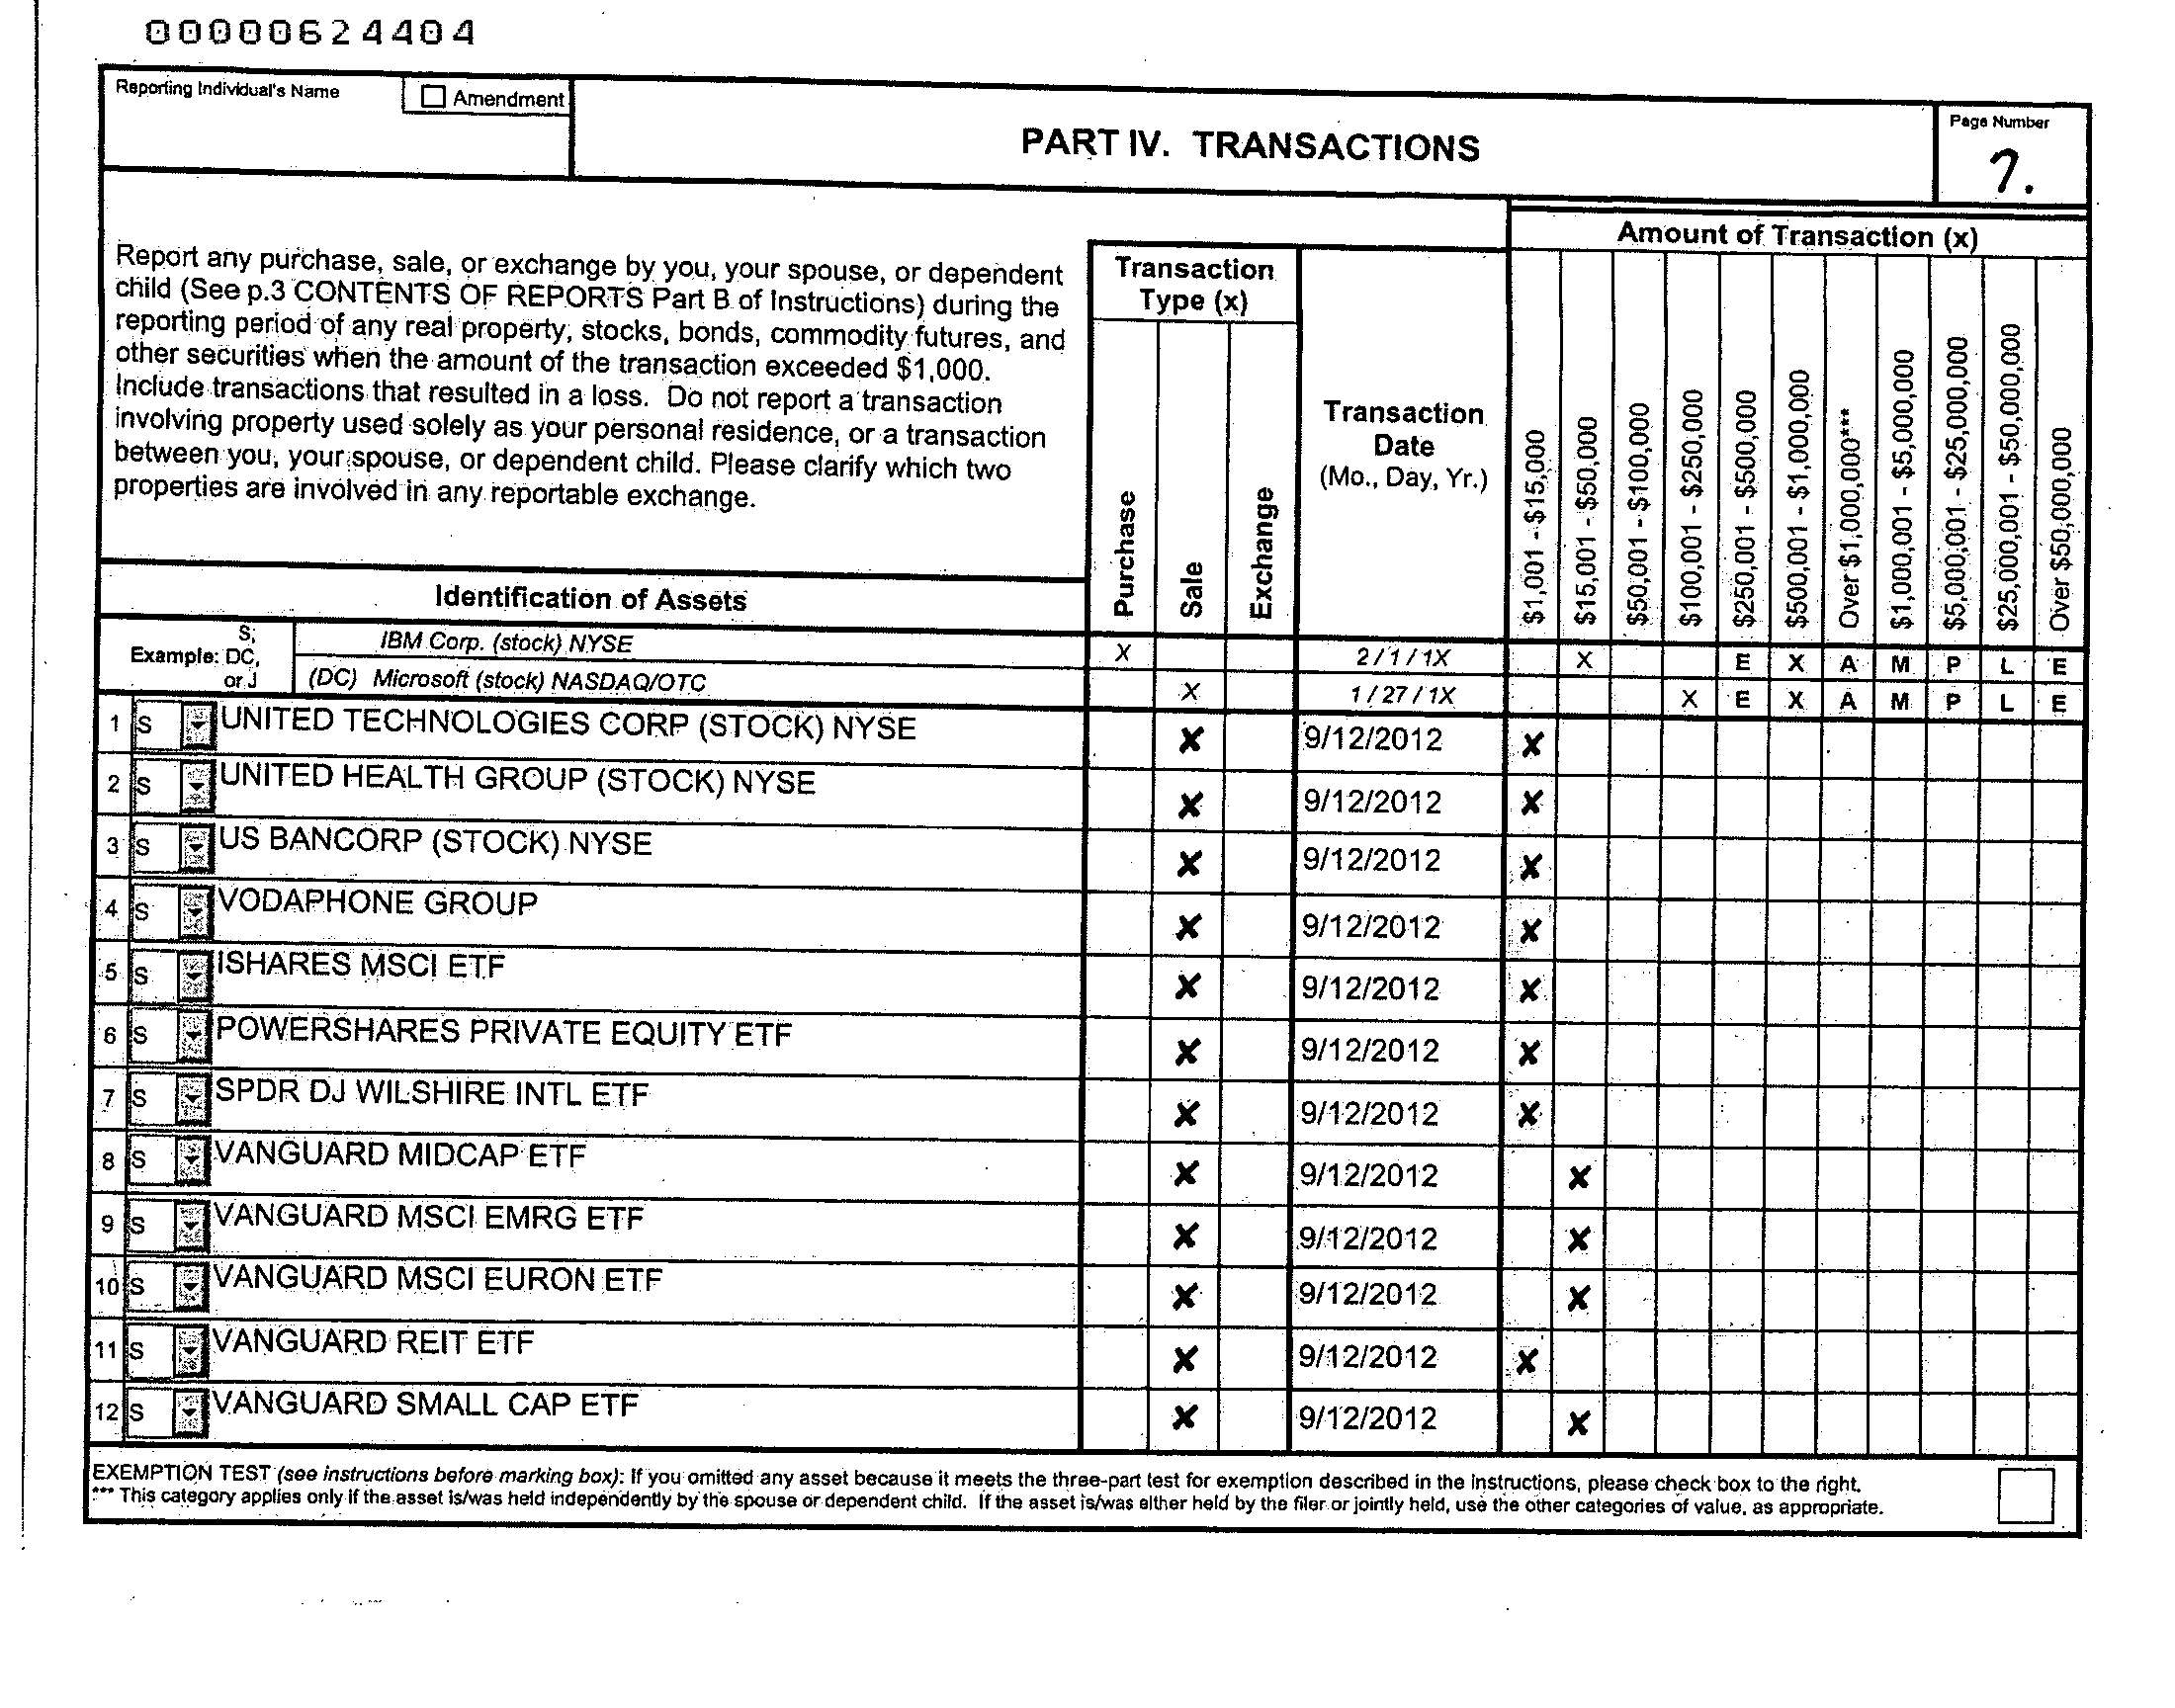 00000624404
Reporting Individual's Name
Amendment
PART IV. TRANSACTIONS
Page Number
7.
Report any purchase, sale, or exchange by you, your spouse, or dependent
child (See p.3 CONTENTS OF REPORTS Part B of Instructions) during the
reporting period of any real property, stocks, bonds, commodity futures, and
other securities when the amount of the transaction exceeded $1,000.
Include transactions that resulted in a loss. Do not report a transaction
involving property used solely as your personal residence, or a transaction
between you, your spouse, or dependent child. Please clarify which two
properties are involved in any reportable exchange.
Identification of Assets
Transaction
Type (x)
Purchase
Sale
Exchange
Transaction
Date
(Mo., Day, Yr.)
Amount of Transaction (x)
$1,001 - $15,000
$15,001 - $50,000
$50,001 - $100,000
$100,001 - $250,000
$250,001 - $500,000
$500,001 - $1,000,000
Over $1,000,000***
$1,000,001 - $5,000,000
$5,000,001 - $25,000,000
$25,000,001 - $50,000,000
Over $50,000,000
Example: S, DC, or J
IBM Corp. (stock) NYSE X 2 / 1 / 1X X E X A M P L E
(DC) Microsoft (stock) NASDAQ/OTC X 1 / 27 / 1X X E X A M P L E
1 S UNITED TECHNOLOGIES CORP (STOCK) NYSE X 9/12/2012 X
2 S UNITED HEALTH GROUP (STOCK) NYSE X 9/12/2012 X
3 S US BANCORP (STOCK) NYSE X 9/12/2012 X
4 S VODAPHONE GROUP X 9/12/2012 X
5 S ISHARES MSCI ETF X 9/12/2012 X
6 S POWERSHARES PRIVATE EQUITY ETF X 9/12/2012 X
7 S SPDR DJ WILSHIRE INTL ETF X 9/12/2012 X
8 S VANGUARD MIDCAP ETF X 9/12/2012 X
9 S VANGUARD MSCI EMRG ETF X 9/12/2012 X
10 S VANGUARD MSCI EURON ETF X 9/12/2012 X
11 S VANGUARD REIT ETF X 9/12/2012 X
12 S VANGUARD SMALL CAP ETF X 9/12/2012 X
EXEMPTION TEST (see instructions before marking box): If you omitted any asset because it meets the three-part test for exemption described in the instructions, please check box to the right.
*** This category applies only if the asset is/was held independently by the spouse or dependent child. If the asset is/was either held by the filer or jointly held, use the other categories of value, as appropriate.